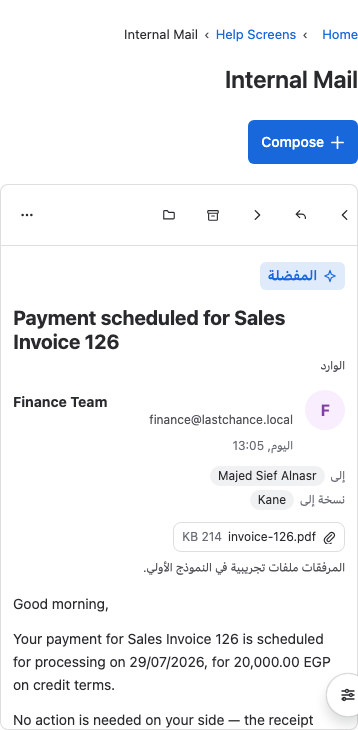 Home › Help Screens › Internal Mail
Internal Mail
Compose +
المفضلة
Payment scheduled for Sales
Invoice 126
الوارد
F
Finance Team
finance@lastchance.local
اليوم, 13:05
إلى Majed Sief Alnasr
نسخة إلى Kane
invoice-126.pdf 214 KB
المرفقات ملفات تجريبية في النموذج الأولي.
Good morning,
Your payment for Sales Invoice 126 is scheduled
for processing on 29/07/2026, for 20,000.00 EGP
on credit terms.
No action is needed on your side — the receipt